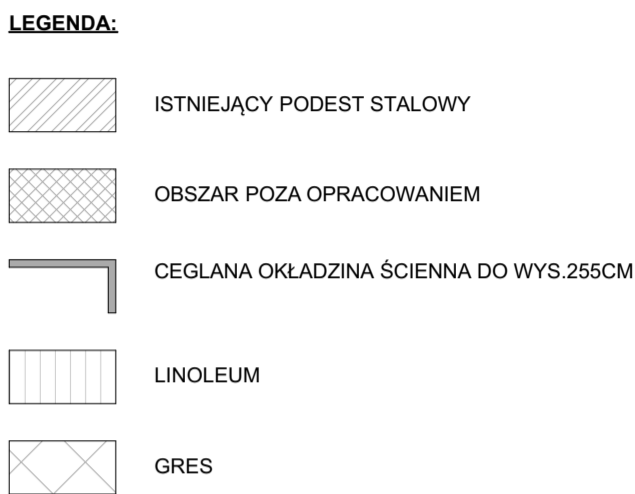 LEGENDA:
ISTNIEJĄCY PODEST STALOWY
OBSZAR POZA OPRACOWANIEM
CEGLANA OKŁADZINA ŚCIENNA DO WYS.255CM
LINOLEUM
GRES